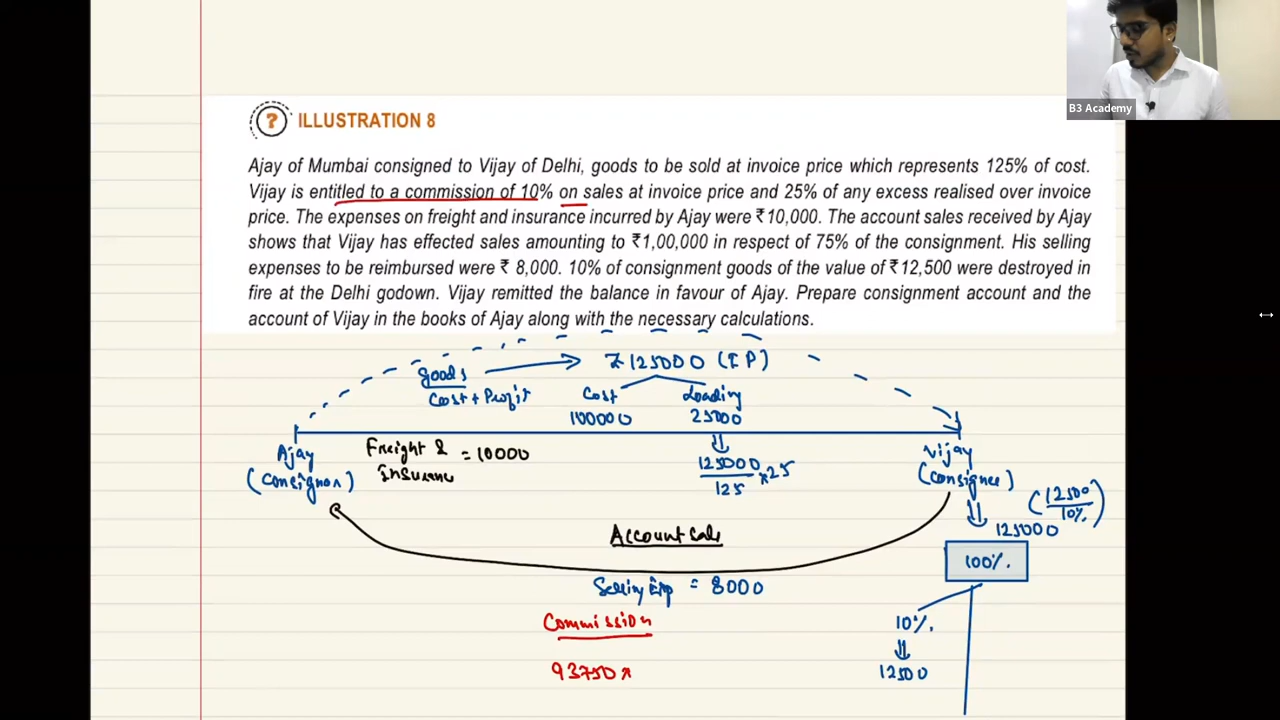 B3 Academy
? ILLUSTRATION 8
Ajay of Mumbai consigned to Vijay of Delhi, goods to be sold at invoice price which represents 125% of cost.
Vijay is entitled to a commission of 10% on sales at invoice price and 25% of any excess realised over invoice
price. The expenses on freight and insurance incurred by Ajay were ₹10,000. The account sales received by Ajay
shows that Vijay has effected sales amounting to ₹1,00,000 in respect of 75% of the consignment. His selling
expenses to be reimbursed were ₹ 8,000. 10% of consignment goods of the value of ₹12,500 were destroyed in
fire at the Delhi godown. Vijay remitted the balance in favour of Ajay. Prepare consignment account and the
account of Vijay in the books of Ajay along with the necessary calculations.
goods
₹125000 (IP)
Cost + Profit
Cost Loading
100000 25000
Ajay
(Consignor)
Freight &
Insurance
= 10000
125000
125
×25
Vijay
(consignee)
(12500
10%)
125000
Account Sale
100%.
Selling Exp = 8000
Commission
10%.
93750 ×
12500